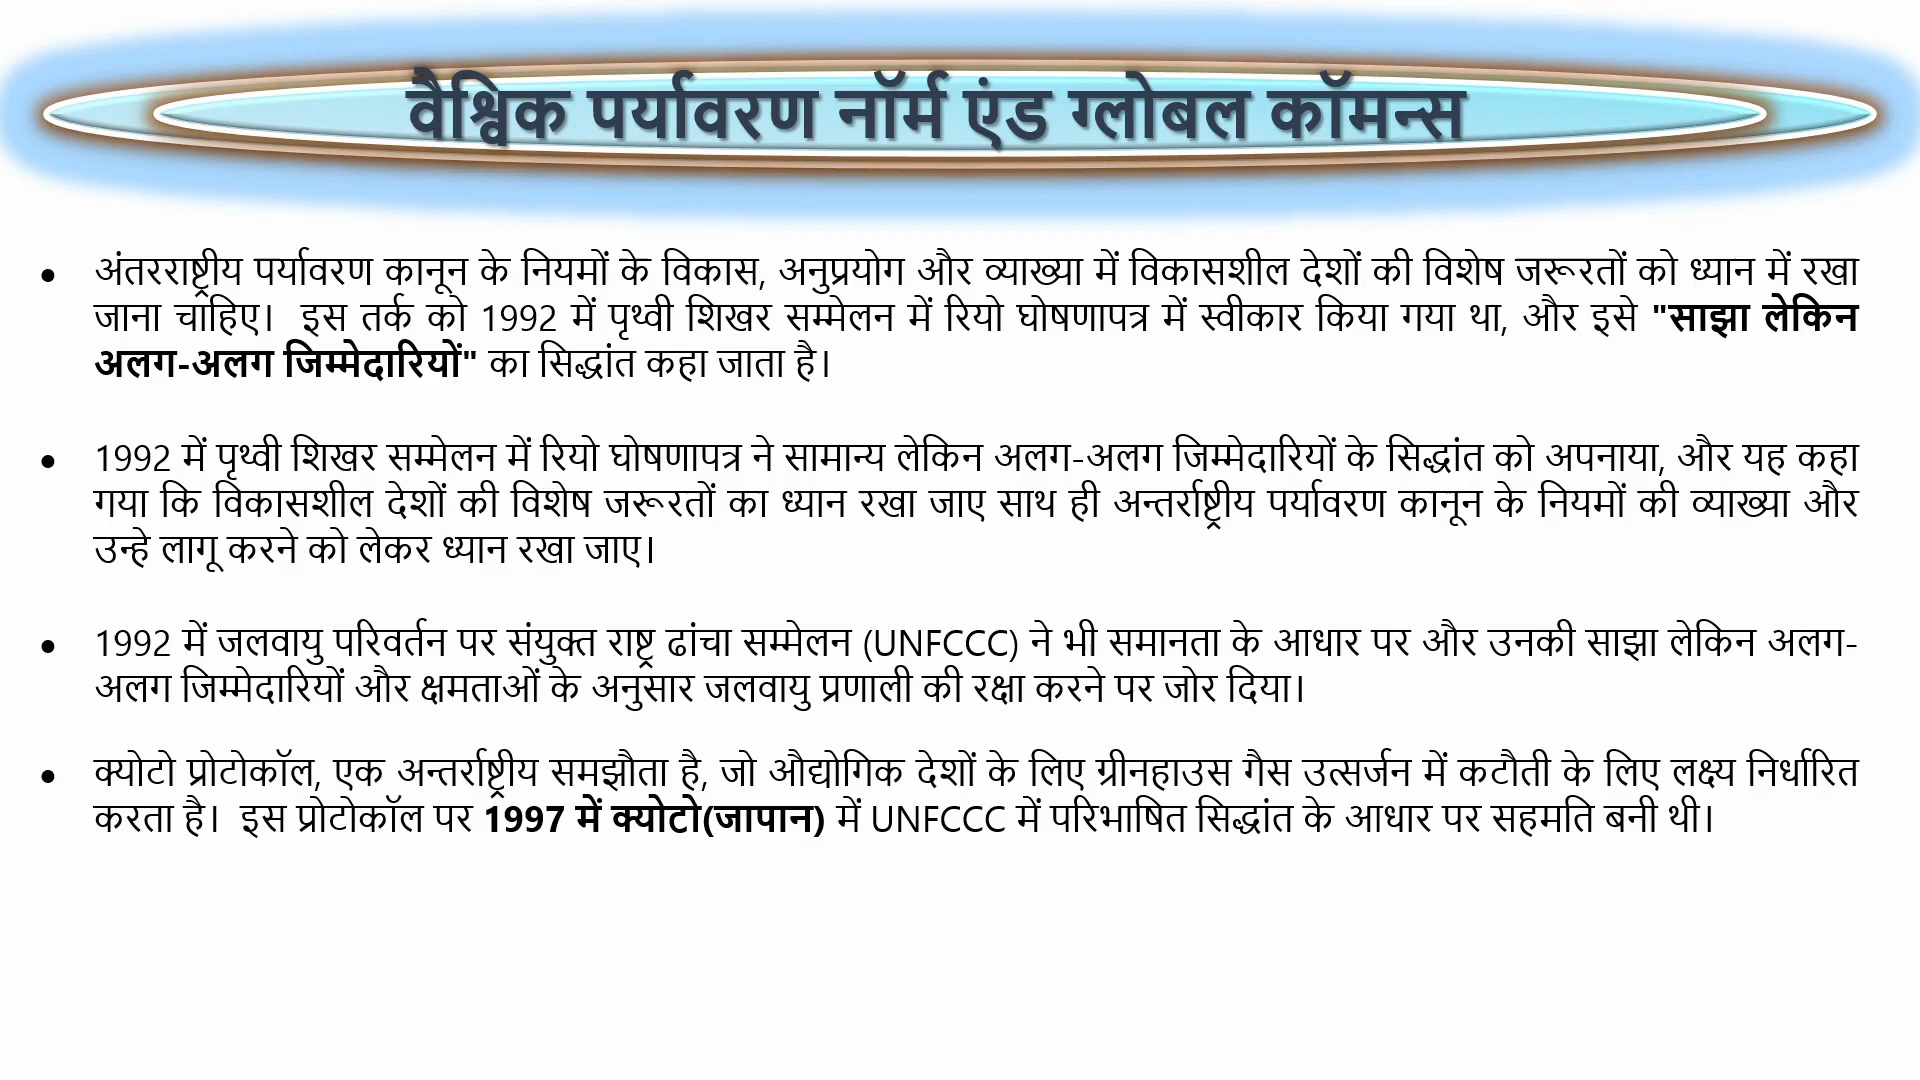 वैश्विक पर्यावरण नॉर्म एंड ग्लोबल कॉमन्स
• अंतरराष्ट्रीय पर्यावरण कानून के नियमों के विकास, अनुप्रयोग और व्याख्या में विकासशील देशों की विशेष जरूरतों को ध्यान में रखा
जाना चाहिए। इस तर्क को 1992 में पृथ्वी शिखर सम्मेलन में रियो घोषणापत्र में स्वीकार किया गया था, और इसे "साझा लेकिन
अलग-अलग जिम्मेदारियों" का सिद्धांत कहा जाता है।
• 1992 में पृथ्वी शिखर सम्मेलन में रियो घोषणापत्र ने सामान्य लेकिन अलग-अलग जिम्मेदारियों के सिद्धांत को अपनाया, और यह कहा
गया कि विकासशील देशों की विशेष जरूरतों का ध्यान रखा जाए साथ ही अन्तर्राष्ट्रीय पर्यावरण कानून के नियमों की व्याख्या और
उन्हे लागू करने को लेकर ध्यान रखा जाए।
• 1992 में जलवायु परिवर्तन पर संयुक्त राष्ट्र ढांचा सम्मेलन (UNFCCC) ने भी समानता के आधार पर और उनकी साझा लेकिन अलग-
अलग जिम्मेदारियों और क्षमताओं के अनुसार जलवायु प्रणाली की रक्षा करने पर जोर दिया।
• क्योटो प्रोटोकॉल, एक अन्तर्राष्ट्रीय समझौता है, जो औद्योगिक देशों के लिए ग्रीनहाउस गैस उत्सर्जन में कटौती के लिए लक्ष्य निर्धारित
करता है। इस प्रोटोकॉल पर 1997 में क्योटो(जापान) में UNFCCC में परिभाषित सिद्धांत के आधार पर सहमति बनी थी।